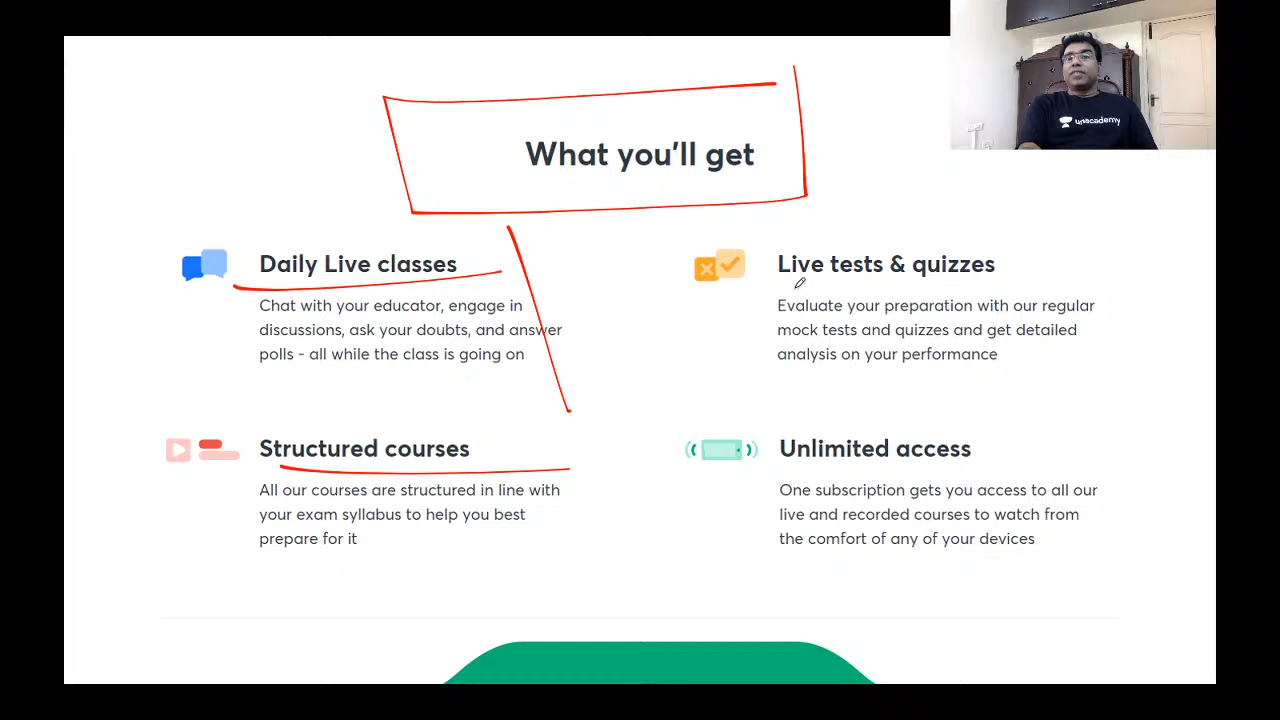 unacademy
What you'll get
Daily Live classes
Chat with your educator, engage in
discussions, ask your doubts, and answer
polls - all while the class is going on
Live tests & quizzes
Evaluate your preparation with our regular
mock tests and quizzes and get detailed
analysis on your performance
Structured courses
All our courses are structured in line with
your exam syllabus to help you best
prepare for it
Unlimited access
One subscription gets you access to all our
live and recorded courses to watch from
the comfort of any of your devices